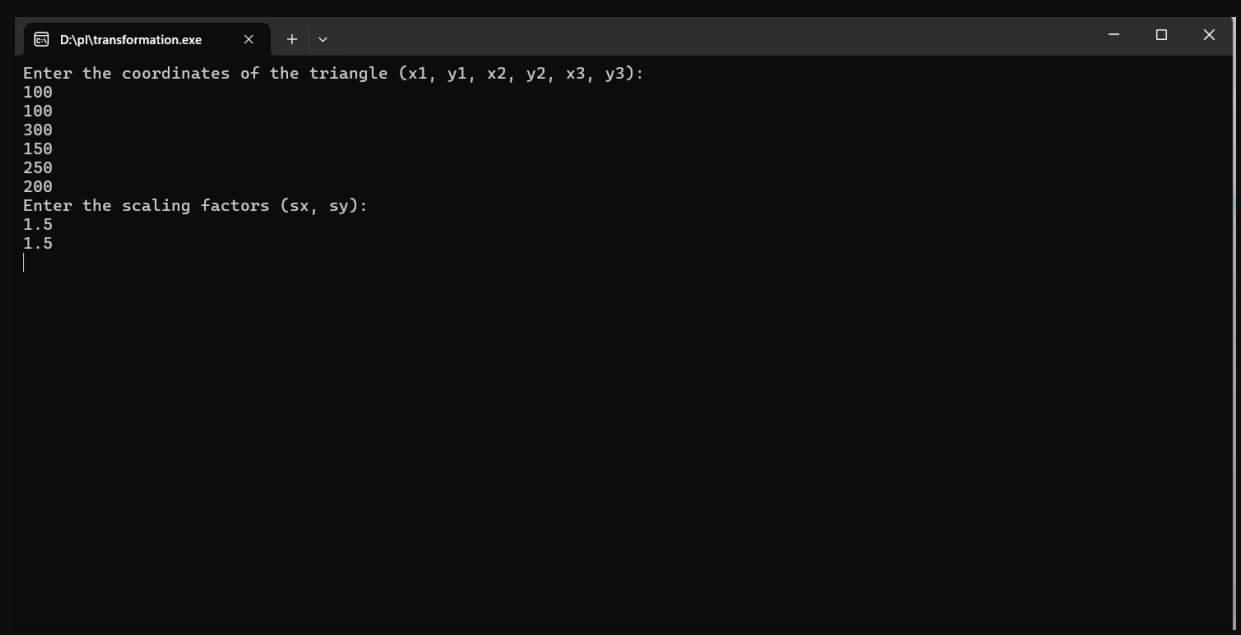 D:\pl\transformation.exe
Enter the coordinates of the triangle (x1, y1, x2, y2, x3, y3):
100
100
300
150
250
200
Enter the scaling factors (sx, sy):
1.5
1.5